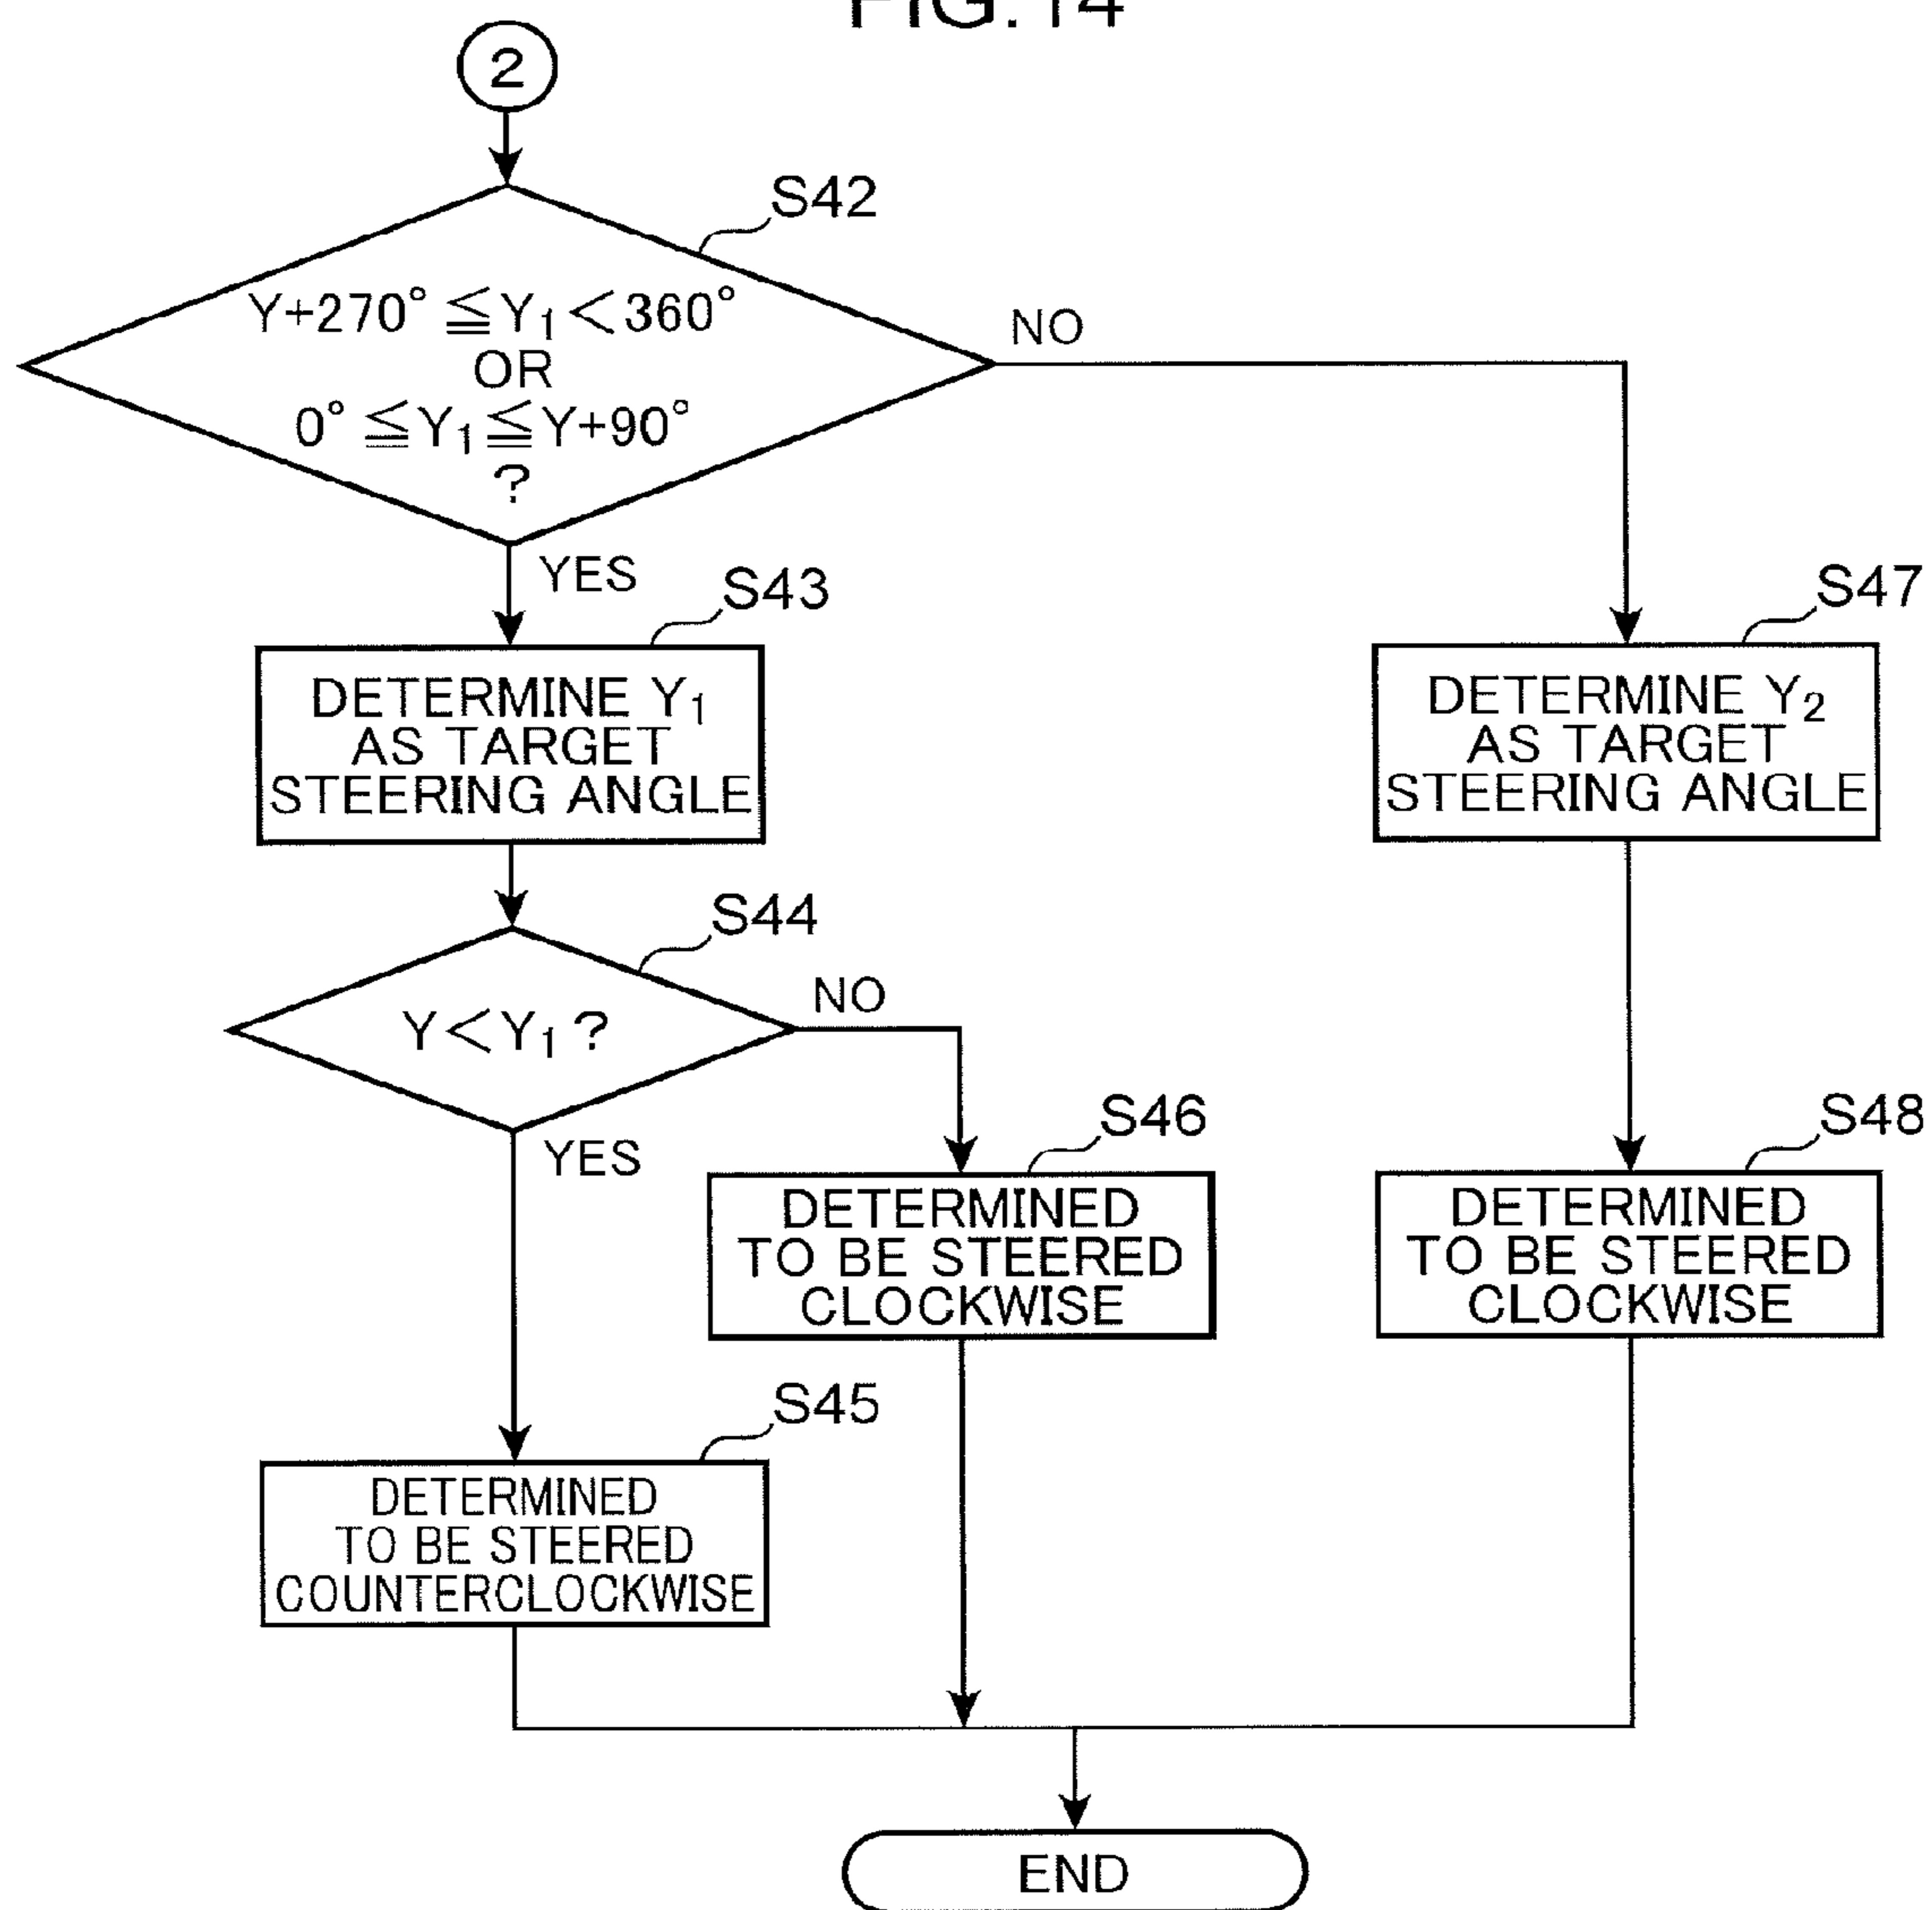 FIG.14
2
S42
Y+270° ≦Y₁<360°
OR
0° ≦Y₁≦Y+90°
?
NO
YES
S43
DETERMINE Y₁
AS TARGET
STEERING ANGLE
S47
DETERMINE Y₂
AS TARGET
STEERING ANGLE
S44
Y<Y₁ ?
NO
YES
S46
DETERMINED
TO BE STEERED
CLOCKWISE
S48
DETERMINED
TO BE STEERED
CLOCKWISE
S45
DETERMINED
TO BE STEERED
COUNTERCLOCKWISE
END